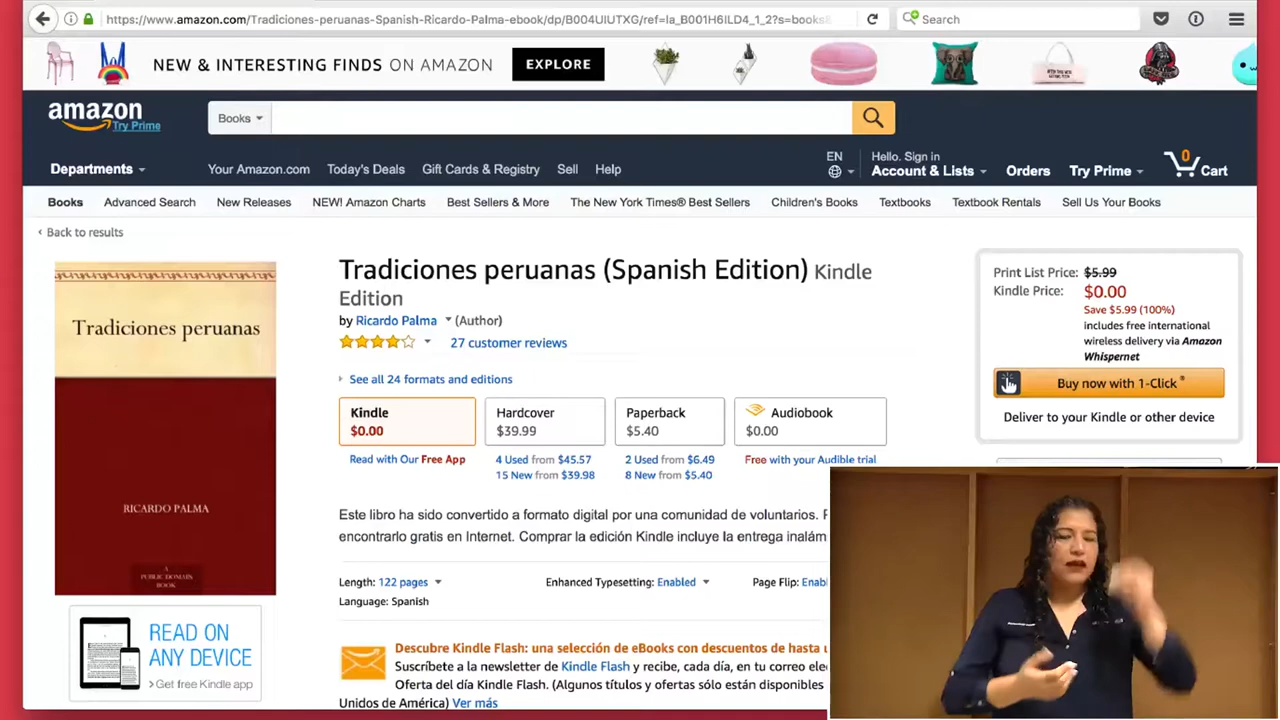 https://www.amazon.com/Tradiciones-peruanas-Spanish-Ricardo-Palma-ebook/dp/B004UIUTXG/ref=la_B001H6ILD4_1_2?s=books&
Search
NEW & INTERESTING FINDS ON AMAZON
EXPLORE
amazon
Try Prime
Books
Departments
Your Amazon.com
Today's Deals
Gift Cards & Registry
Sell
Help
EN
Hello. Sign in
Account & Lists
Orders
Try Prime
0
Cart
Books
Advanced Search
New Releases
NEW! Amazon Charts
Best Sellers & More
The New York Times® Best Sellers
Children's Books
Textbooks
Textbook Rentals
Sell Us Your Books
‹ Back to results
Tradiciones peruanas
RICARDO PALMA
A
PUBLIC DOMAIN
BOOK
READ ON
ANY DEVICE
› Get free Kindle app
Tradiciones peruanas (Spanish Edition) Kindle
Edition
by Ricardo Palma (Author)
27 customer reviews
See all 24 formats and editions
Kindle
$0.00
Read with Our Free App
Hardcover
$39.99
4 Used from $45.57
15 New from $39.98
Paperback
$5.40
2 Used from $6.49
8 New from $5.40
Audiobook
$0.00
Free with your Audible trial
Este libro ha sido convertido a formato digital por una comunidad de voluntarios.
encontrarlo gratis en Internet. Comprar la edición Kindle incluye la entrega
Length: 122 pages
Enhanced Typesetting: Enabled
Page Flip:
Language: Spanish
Descubre Kindle Flash: una selección de eBooks con descuentos de hasta
Suscríbete a la newsletter de Kindle Flash y recibe, cada día, en tu correo
Oferta del día Kindle Flash. (Algunos títulos y ofertas sólo están disponibles
Unidos de América) Ver más
Print List Price: $5.99
Kindle Price: $0.00
Save $5.99 (100%)
includes free international
wireless delivery via Amazon
Whispernet
Buy now with 1-Click®
Deliver to your Kindle or other device